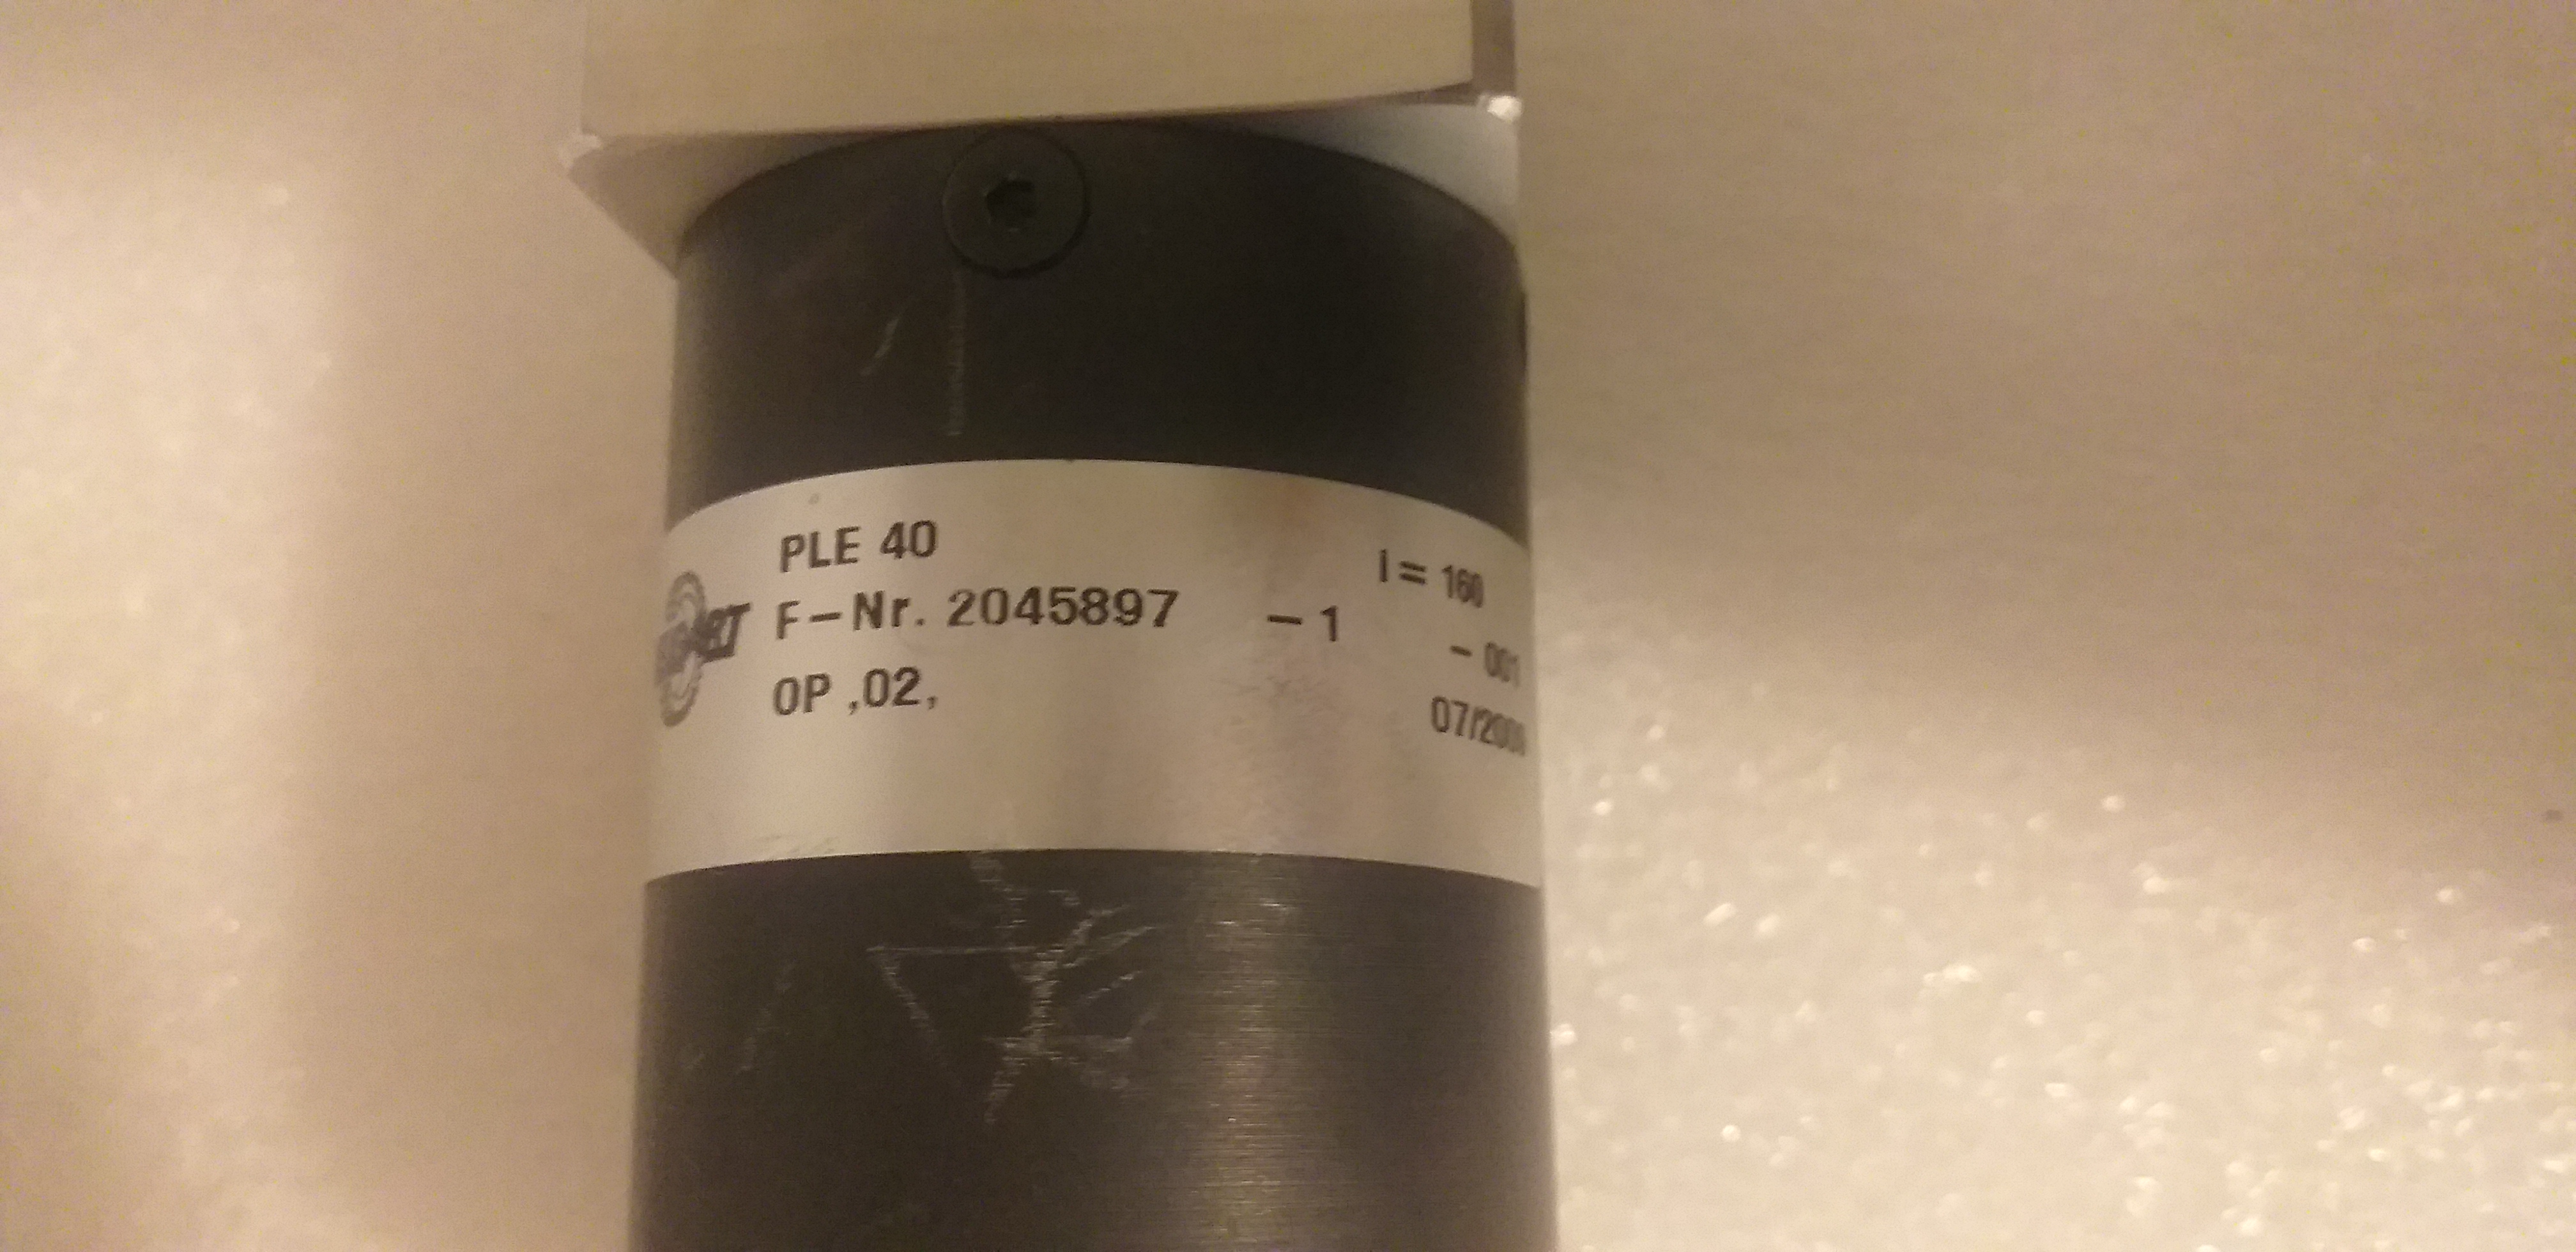 PLE 40 i = 160
F-Nr. 2045897 - 1 - 001
OP ,02,